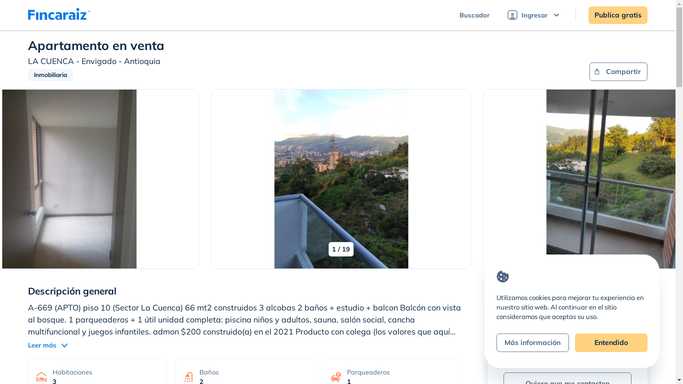 Fincaraiz
Buscador
Ingresar
Publica gratis
Apartamento en venta
LA CUENCA - Envigado - Antioquia
Inmobiliaria
Compartir
1 / 19
Descripción general
A-669 (APTO) piso 10 (Sector La Cuenca) 66 mt2 construidos 3 alcobas 2 baños + estudio + balcon Balcón con vista
al bosque. 1 parqueaderos + 1 útil unidad completa: piscina niños y adultos, sauna, salón social, cancha
multifuncional y juegos infantiles. admon $200 construido(a) en el 2021 Producto con colega (los valores que aquí...
Leer más
Habitaciones
3
Baños
2
Parqueaderos
1
Utilizamos cookies para mejorar tu experiencia en
nuestro sitio web. Al continuar en el sitio
consideramos que aceptas su uso.
Más información
Entendido
Quiero que me contacten